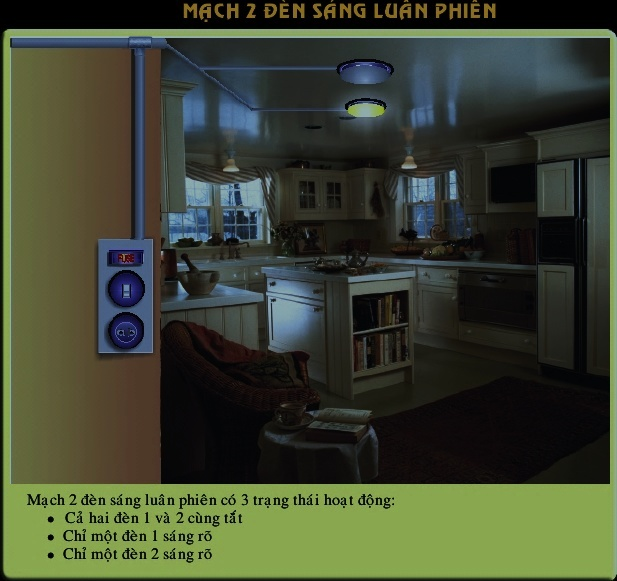 MẠCH 2 ĐÈN SÁNG LUÂN PHIÊN
FUSE
Mạch 2 đèn sáng luân phiên có 3 trạng thái hoạt động:
• Cả hai đèn 1 và 2 cùng tắt
• Chỉ một đèn 1 sáng rõ
• Chỉ một đèn 2 sáng rõ